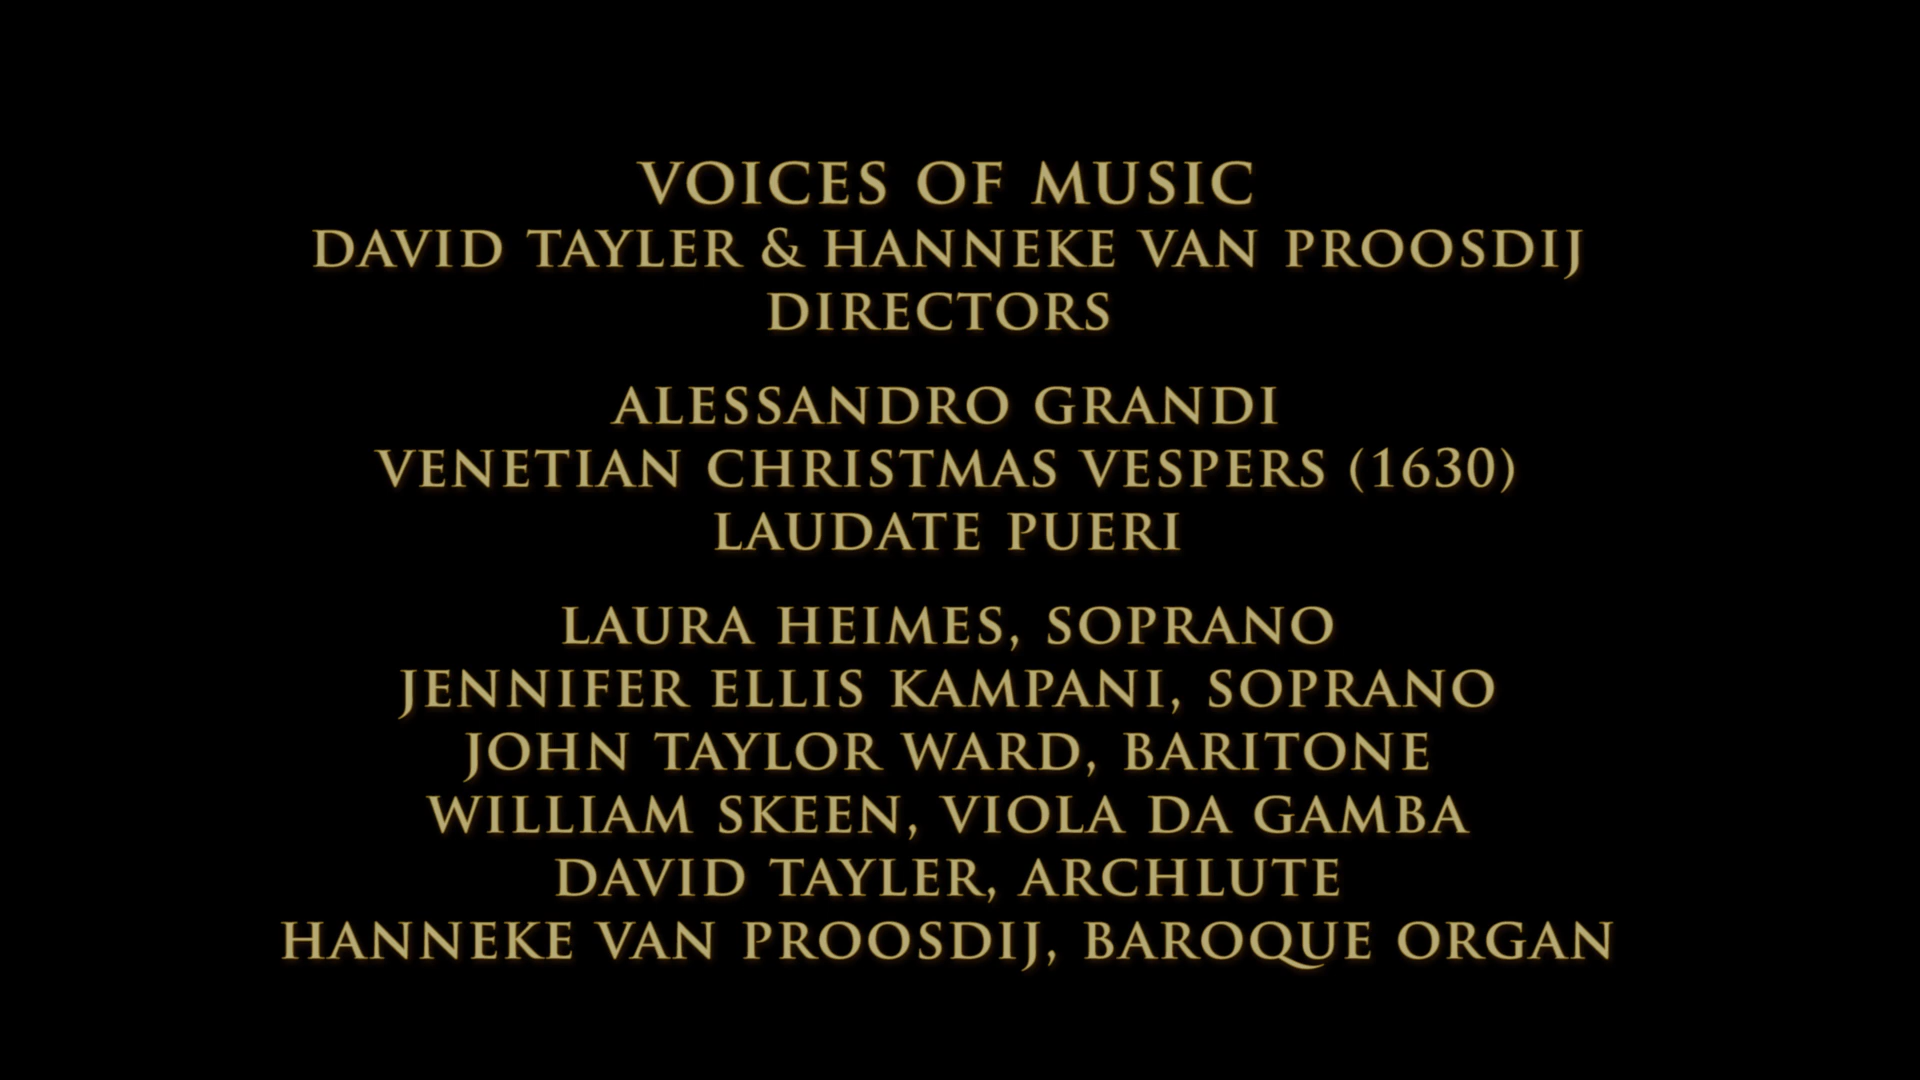 VOICES OF MUSIC
DAVID TAYLER & HANNEKE VAN PROOSDIJ
DIRECTORS
ALESSANDRO GRANDI
VENETIAN CHRISTMAS VESPERS (1630)
LAUDATE PUERI
LAURA HEIMES, SOPRANO
JENNIFER ELLIS KAMPANI, SOPRANO
JOHN TAYLOR WARD, BARITONE
WILLIAM SKEEN, VIOLA DA GAMBA
DAVID TAYLER, ARCHLUTE
HANNEKE VAN PROOSDIJ, BAROQUE ORGAN